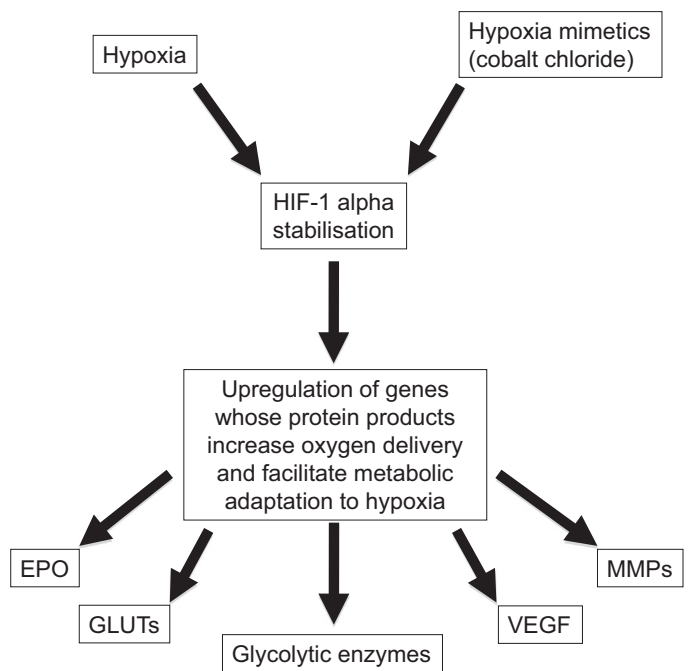 Hypoxia
Hypoxia mimetics
(cobalt chloride)
HIF-1 alpha
stabilisation
Upregulation of genes
whose protein products
increase oxygen delivery
and facilitate metabolic
adaptation to hypoxia
EPO
GLUTs
Glycolytic enzymes
VEGF
MMPs